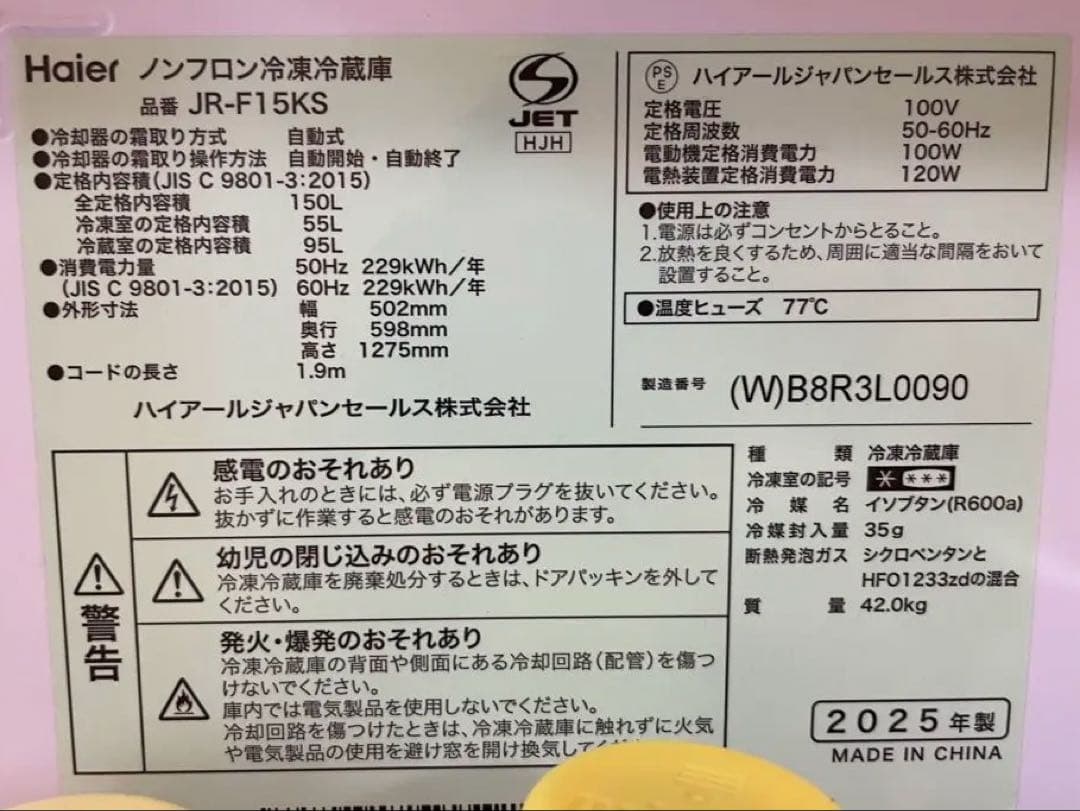 Haier ノンフロン冷凍冷蔵庫
品番 JR-F15KS
●冷却器の霜取り方式 自動式
●冷却器の霜取り操作方法 自動開始・自動終了
●定格内容積(JIS C 9801-3:2015)
全定格内容積 150L
冷凍室の定格内容積 55L
冷蔵室の定格内容積 95L
●消費電力量 50Hz 229kWh/年
(JIS C 9801-3:2015) 60Hz 229kWh/年
●外形寸法 幅 502mm
奥行 598mm
高さ 1275mm
●コードの長さ 1.9m
ハイアールジャパンセールス株式会社
JET
HJH
PSE ハイアールジャパンセールス株式会社
定格電圧 100V
定格周波数 50-60Hz
電動機定格消費電力 100W
電熱装置定格消費電力 120W
●使用上の注意
1.電源は必ずコンセントからとること。
2.放熱を良くするため、周囲に適当な間隔をおいて
設置すること。
●温度ヒューズ 77℃
製造番号 (W)B8R3L0090
警告
感電のおそれあり
お手入れのときには、必ず電源プラグを抜いてください。
抜かずに作業すると感電のおそれがあります。
幼児の閉じ込みのおそれあり
冷凍冷蔵庫を廃棄処分するときは、ドアパッキンを外して
ください。
発火・爆発のおそれあり
冷凍冷蔵庫の背面や側面にある冷却回路(配管)を傷つ
けないでください。
庫内では電気製品を使用しないでください。
冷却回路を傷つけたときは、冷凍冷蔵庫に触れずに火気
や電気製品の使用を避け窓を開け換気して
種類 冷凍冷蔵庫
冷凍室の記号 * ***
冷媒名 イソブタン(R600a)
冷媒封入量 35g
断熱発泡ガス シクロペンタンと
HFO1233zdの混合
質量 42.0kg
2025年製
MADE IN CHINA